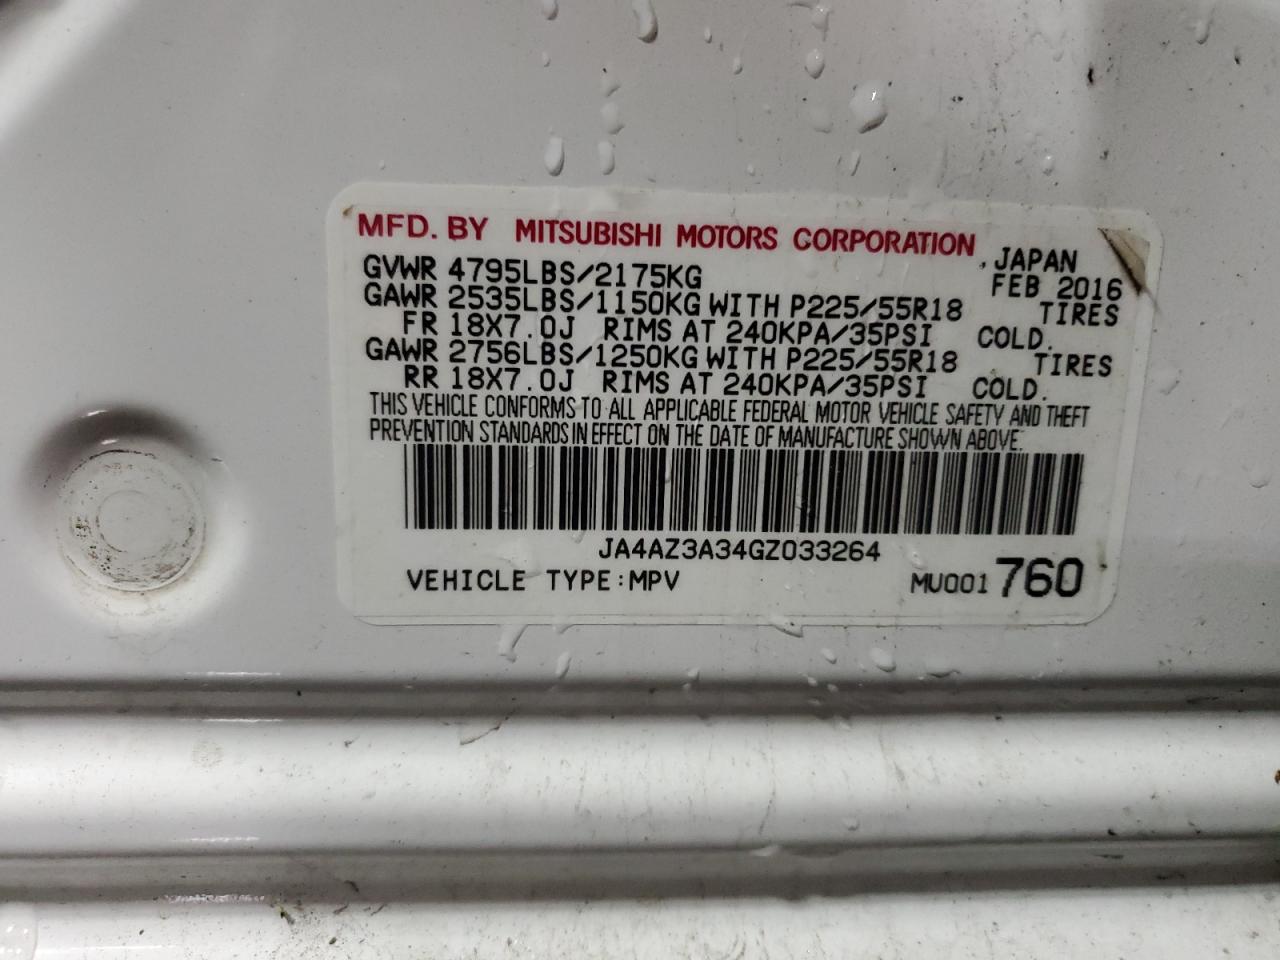 MFD. BY MITSUBISHI MOTORS CORPORATION, JAPAN
GVWR 4795LBS/2175KG FEB 2016
GAWR 2535LBS/1150KG WITH P225/55R18 TIRES
FR 18X7.0J RIMS AT 240KPA/35PSI COLD.
GAWR 2756LBS/1250KG WITH P225/55R18 TIRES
RR 18X7.0J RIMS AT 240KPA/35PSI COLD.
THIS VEHICLE CONFORMS TO ALL APPLICABLE FEDERAL MOTOR VEHICLE SAFETY AND THEFT
PREVENTION STANDARDS IN EFFECT ON THE DATE OF MANUFACTURE SHOWN ABOVE.
JA4AZ3A34GZ033264
VEHICLE TYPE:MPV MU001760